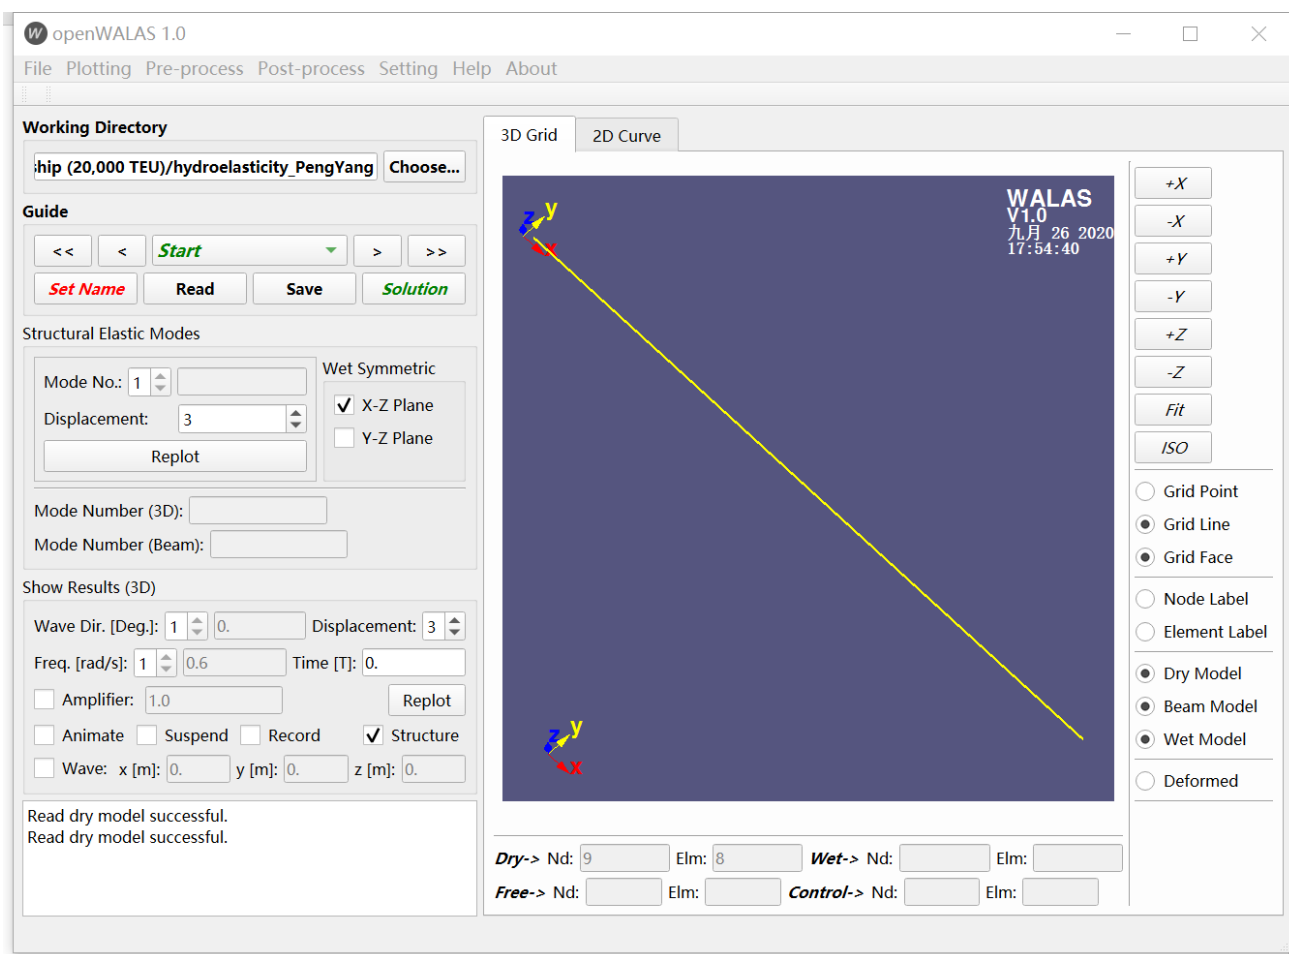 openWALAS 1.0
File Plotting Pre-process Post-process Setting Help About
Working Directory
hip (20,000 TEU)/hydroelasticity_PengYang Choose...
Guide
<< < Start > >>
Set Name Read Save Solution
Structural Elastic Modes
Mode No.: 1
Displacement: 3
Replot
Wet Symmetric
X-Z Plane
Y-Z Plane
Mode Number (3D):
Mode Number (Beam):
Show Results (3D)
Wave Dir. [Deg.]: 1 0. Displacement: 3
Freq. [rad/s]: 1 0.6 Time [T]: 0.
Amplifier: 1.0 Replot
Animate Suspend Record Structure
Wave: x [m]: 0. y [m]: 0. z [m]: 0.
Read dry model successful.
Read dry model successful.
3D Grid 2D Curve
WALAS
V1.0
九月 26 2020
17:54:40
z y
x
z y
x
+X
-X
+Y
-Y
+Z
-Z
Fit
ISO
Grid Point
Grid Line
Grid Face
Node Label
Element Label
Dry Model
Beam Model
Wet Model
Deformed
Dry-> Nd: 9 Elm: 8 Wet-> Nd: Elm:
Free-> Nd: Elm: Control-> Nd: Elm: